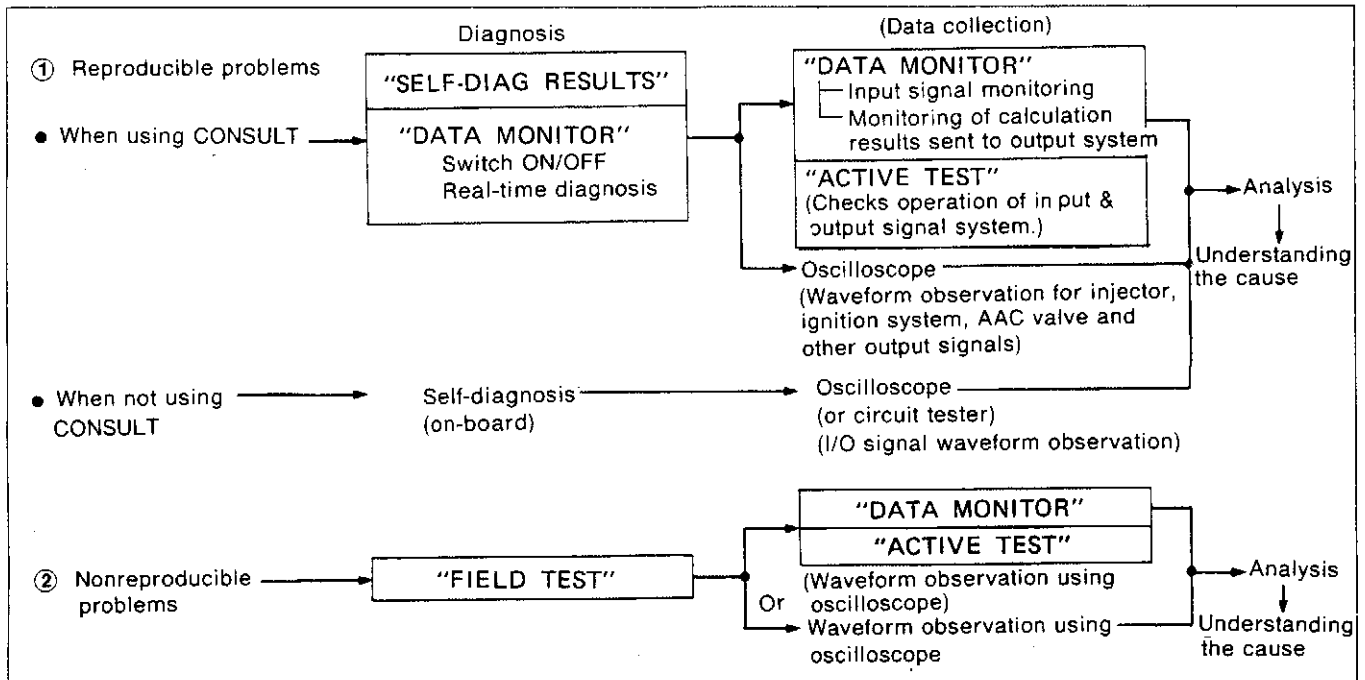 Diagnosis
(Data collection)
① Reproducible problems
"SELF-DIAG RESULTS"
"DATA MONITOR"
Input signal monitoring
Monitoring of calculation
results sent to output system
● When using CONSULT
"DATA MONITOR"
Switch ON/OFF
Real-time diagnosis
"ACTIVE TEST"
(Checks operation of input &
output signal system.)
Analysis
Understanding
the cause
Oscilloscope
(Waveform observation for injector,
ignition system, AAC valve and
other output signals)
● When not using
CONSULT
Self-diagnosis
(on-board)
Oscilloscope
(or circuit tester)
(I/O signal waveform observation)
② Nonreproducible
problems
"FIELD TEST"
"DATA MONITOR"
"ACTIVE TEST"
(Waveform observation using
oscilloscope)
Or
Waveform observation using
oscilloscope
Analysis
Understanding
the cause